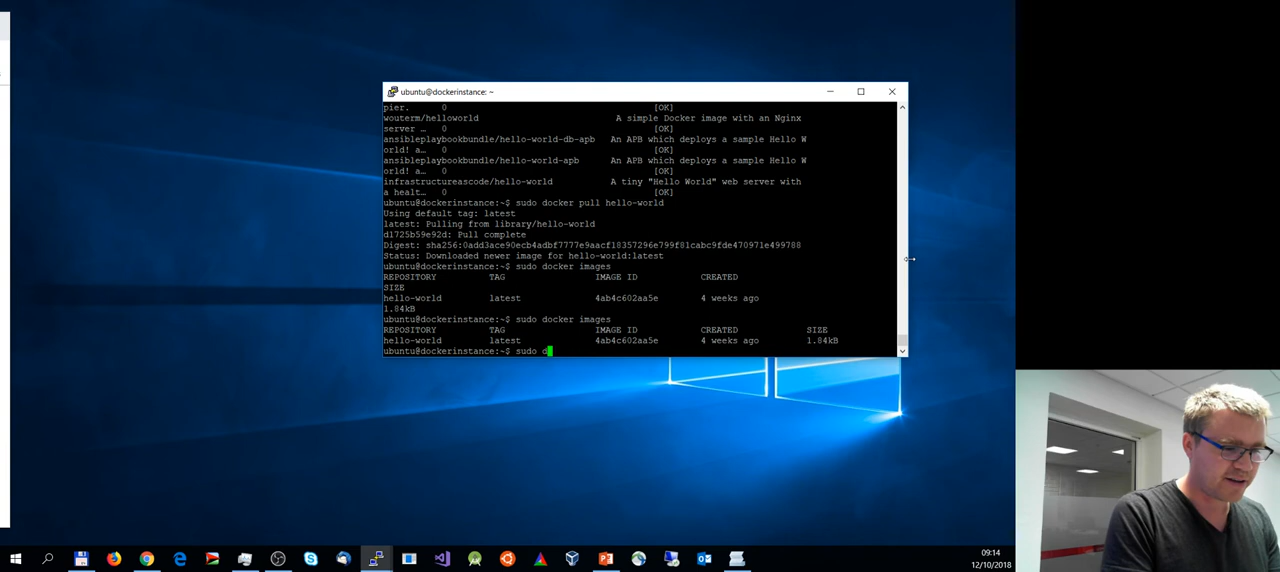 ubuntu@dockerinstance: ~
pier.     0                                       [OK]
wouterm/helloworld                         A simple Docker image with an Nginx
server …   0                                       [OK]
ansibleplaybookbundle/hello-world-db-apb   An APB which deploys a sample Hello W
orld! a…   0                                       [OK]
ansibleplaybookbundle/hello-world-apb      An APB which deploys a sample Hello W
orld! a…   0                                       [OK]
infrastructureascode/hello-world           A tiny "Hello World" web server with
a healt…   0                                       [OK]
ubuntu@dockerinstance:~$ sudo docker pull hello-world
Using default tag: latest
latest: Pulling from library/hello-world
d1725b59e92d: Pull complete
Digest: sha256:0add3ace90ecb4adbf7777e9aacf18357296e799f81cabc9fde470971e499788
Status: Downloaded newer image for hello-world:latest
ubuntu@dockerinstance:~$ sudo docker images
REPOSITORY          TAG                 IMAGE ID            CREATED
SIZE
hello-world         latest              4ab4c602aa5e        4 weeks ago
1.84kB
ubuntu@dockerinstance:~$ sudo docker images
REPOSITORY          TAG                 IMAGE ID            CREATED             SIZE
hello-world         latest              4ab4c602aa5e        4 weeks ago         1.84kB
ubuntu@dockerinstance:~$ sudo d
09:14
12/10/2018